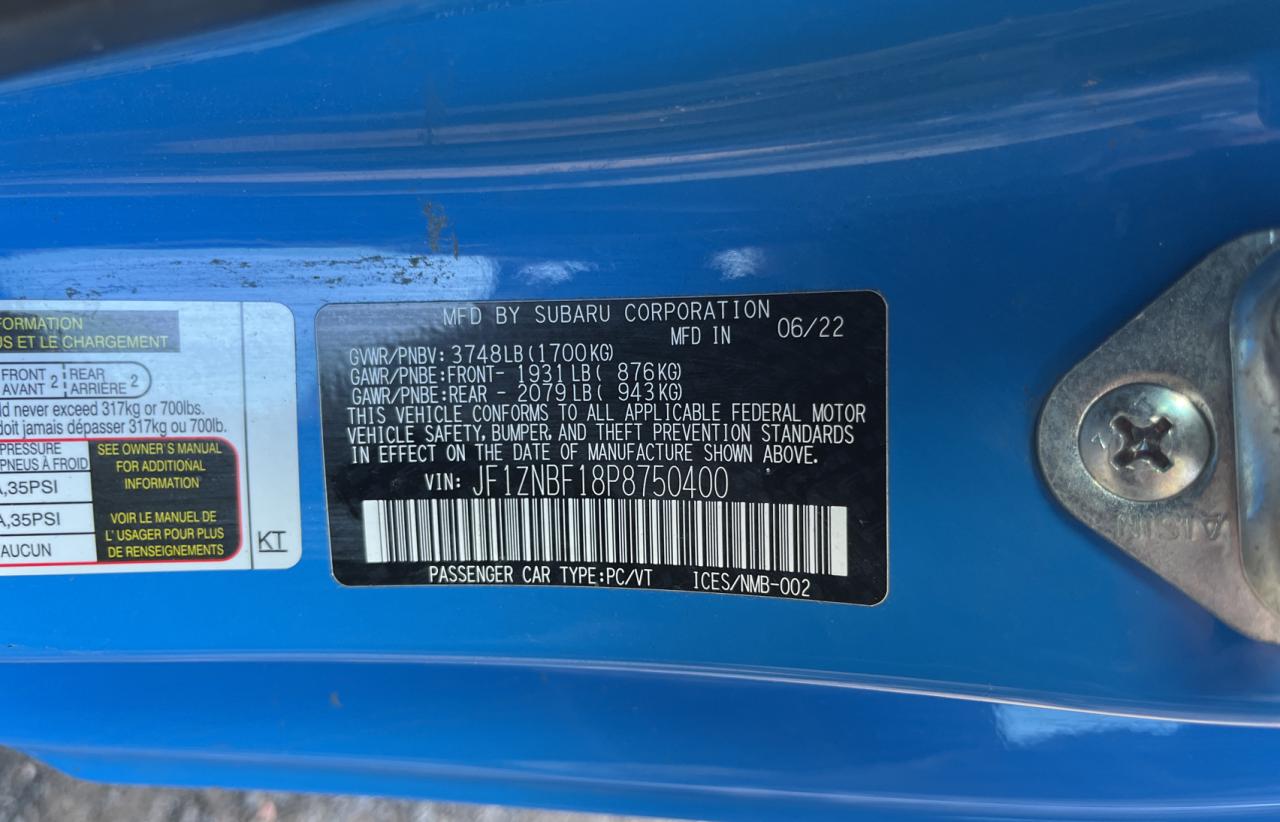 FORMATION
US ET LE CHARGEMENT
FRONT AVANT 2 REAR ARRIÈRE 2
ld never exceed 317kg or 700lbs.
doit jamais dépasser 317kg ou 700lb.
PRESSURE
PNEUS À FROID
A,35PSI
A,35PSI
AUCUN
SEE OWNER'S MANUAL
FOR ADDITIONAL
INFORMATION
VOIR LE MANUEL DE
L' USAGER POUR PLUS
DE RENSEIGNEMENTS
KT
MFD BY SUBARU CORPORATION
MFD IN 06/22
GVWR/PNBV: 3748LB(1700KG)
GAWR/PNBE:FRONT- 1931LB( 876KG)
GAWR/PNBE:REAR - 2079LB( 943KG)
THIS VEHICLE CONFORMS TO ALL APPLICABLE FEDERAL MOTOR
VEHICLE SAFETY, BUMPER, AND THEFT PREVENTION STANDARDS
IN EFFECT ON THE DATE OF MANUFACTURE SHOWN ABOVE.
VIN: JF1ZNBF18P8750400
PASSENGER CAR TYPE:PC/VT ICES/NMB-002
AISIN